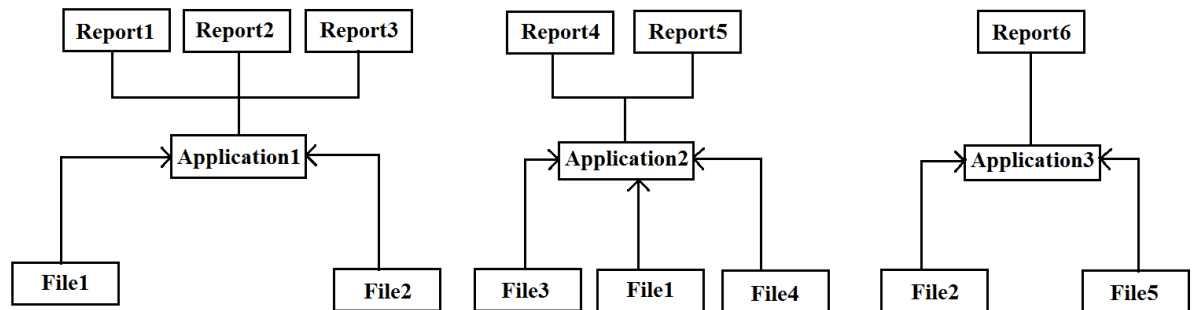 Report1
Report2
Report3
Report4
Report5
Report6
Application1
Application2
Application3
File1
File2
File3
File1
File4
File2
File5